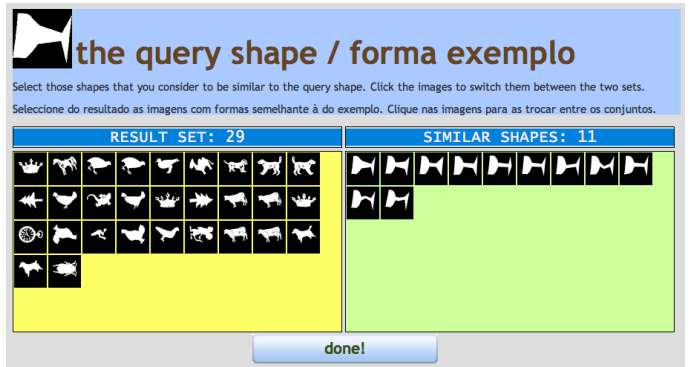 the query shape / forma exemplo
Select those shapes that you consider to be similar to the query shape. Click the images to switch them between the two sets.
Seleccione do resultado as imagens com formas semelhante à do exemplo. Clique nas imagens para as trocar entre os conjuntos.
RESULT SET: 29
SIMILAR SHAPES: 11
done!